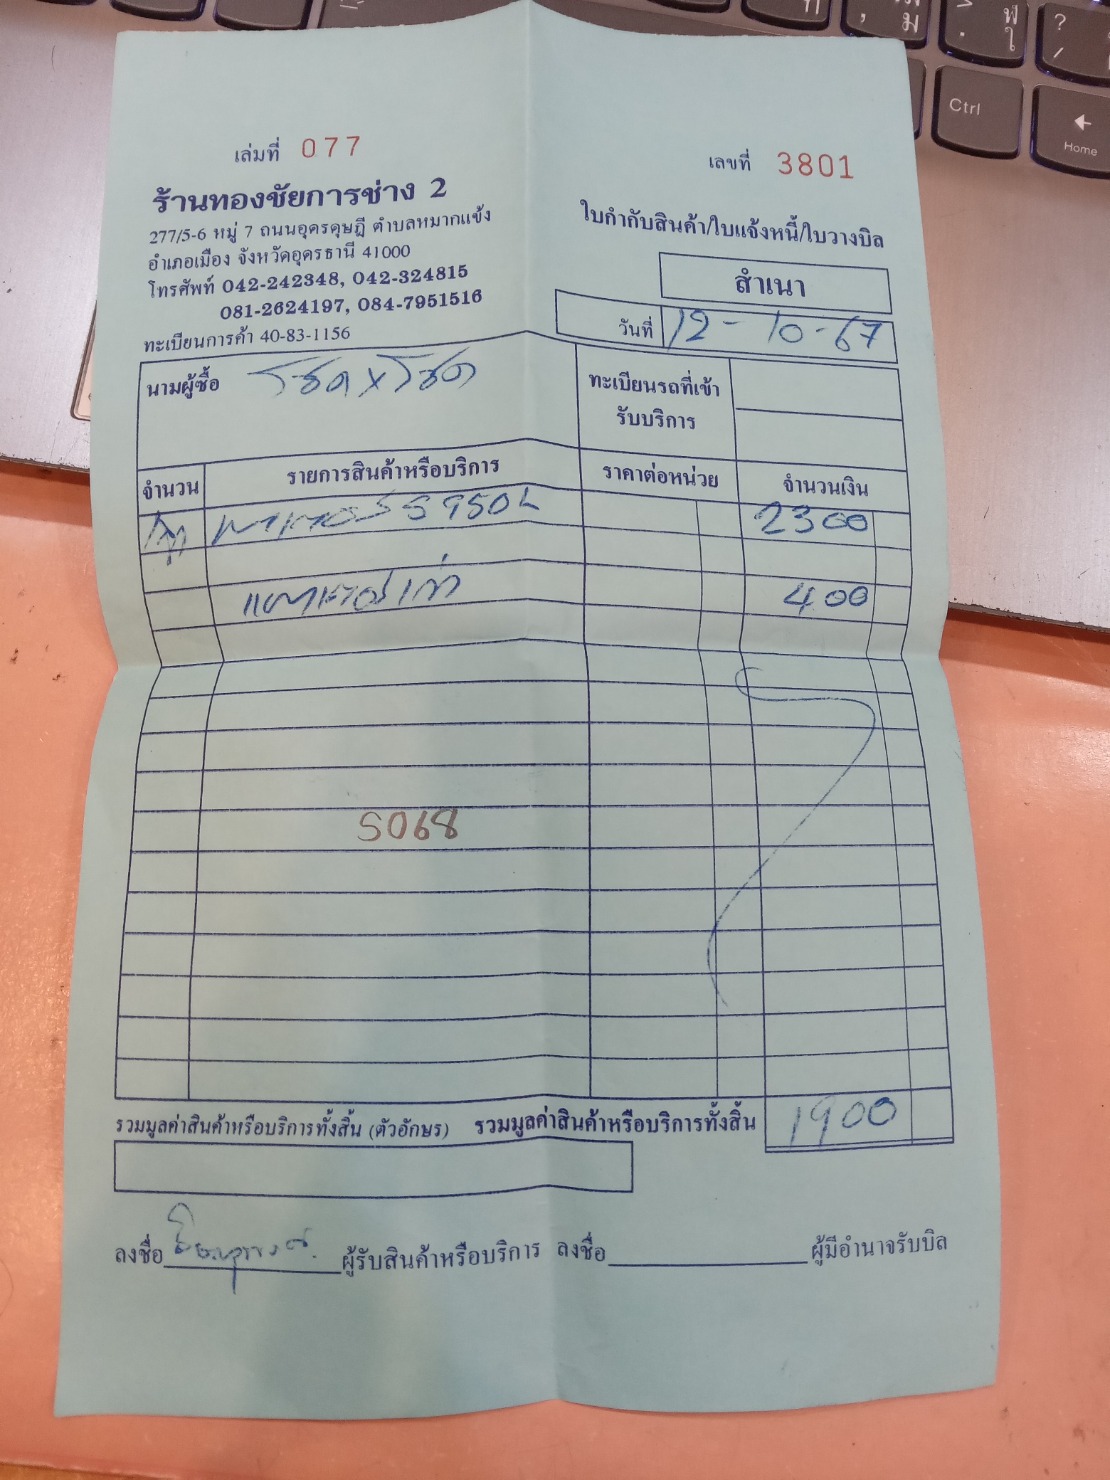 เล่มที่ 077
เลขที่ 3801
ร้านทองชัยการช่าง 2
277/5-6 หมู่ 7 ถนนอุดรดุษฎี ตำบลหมากแข้ง
อำเภอเมือง จังหวัดอุดรธานี 41000
โทรศัพท์ 042-242348, 042-324815
081-2624197, 084-7951516
ทะเบียนการค้า 40-83-1156
ใบกำกับสินค้า/ใบแจ้งหนี้/ใบวางบิล
สำเนา
วันที่ 12-10-67
นามผู้ซื้อ โชค x โชค
ทะเบียนรถที่เข้า
รับบริการ
จำนวน รายการสินค้าหรือบริการ ราคาต่อหน่วย จำนวนเงิน
2300
แบตเตอรี่เก่า 400
S068
รวมมูลค่าสินค้าหรือบริการทั้งสิ้น (ตัวอักษร) รวมมูลค่าสินค้าหรือบริการทั้งสิ้น 1900
ลงชื่อ ผู้รับสินค้าหรือบริการ ลงชื่อ ผู้มีอำนาจรับบิล
Ctrl
Home